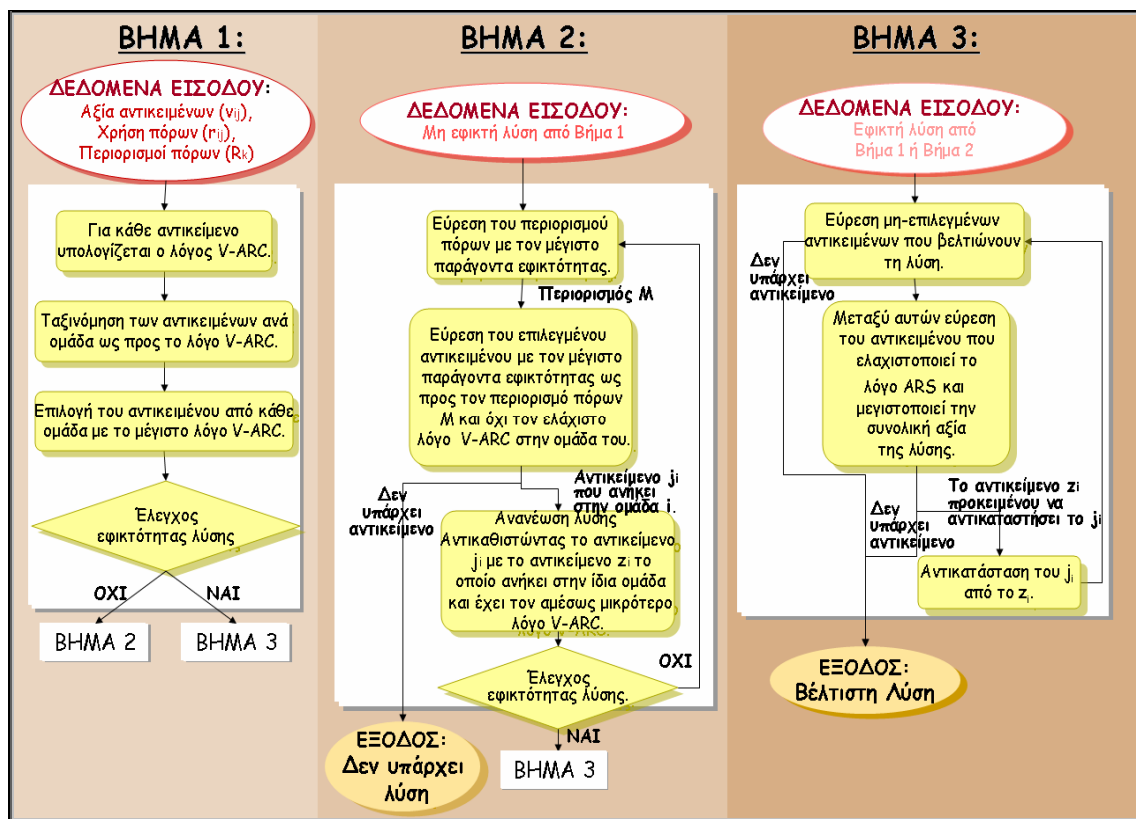 ΒΗΜΑ 1:
ΔΕΔΟΜΕΝΑ ΕΙΣΟΔΟΥ:
Αξία αντικειμένων (vij),
Χρήση πόρων (rij),
Περιορισμοί πόρων (Rk)
Για κάθε αντικείμενο
υπολογίζεται ο λόγος V-ARC.
Ταξινόμηση των αντικειμένων ανά
ομάδα ως προς το λόγο V-ARC.
Επιλογή του αντικειμένου από κάθε
ομάδα με το μέγιστο λόγο V-ARC.
Έλεγχος
εφικτότητας λύσης
ΟΧΙ
ΝΑΙ
ΒΗΜΑ 2
ΒΗΜΑ 3
ΒΗΜΑ 2:
ΔΕΔΟΜΕΝΑ ΕΙΣΟΔΟΥ:
Μη εφικτή λύση από Βήμα 1
Εύρεση του περιορισμού
πόρων με τον μέγιστο
παράγοντα εφικτότητας.
Περιορισμός Μ
Εύρεση του επιλεγμένου
αντικειμένου με τον μέγιστο
παράγοντα εφικτότητας ως
προς τον περιορισμό πόρων
Μ και όχι τον ελάχιστο
λόγο V-ARC στην ομάδα του.
Δεν
υπάρχει
αντικείμενο
Αντικείμενο ji
που ανήκει
στην ομάδα i.
Ανανέωση λύσης
Αντικαθιστώντας το αντικείμενο
ji με το αντικείμενο zi το
οποίο ανήκει στην ίδια ομάδα
και έχει τον αμέσως μικρότερο
λόγο V-ARC.
ΟΧΙ
Έλεγχος
εφικτότητας λύσης.
ΝΑΙ
ΕΞΟΔΟΣ:
Δεν υπάρχει
λύση
ΒΗΜΑ 3
ΒΗΜΑ 3:
ΔΕΔΟΜΕΝΑ ΕΙΣΟΔΟΥ:
Εφικτή λύση από
Βήμα 1 ή Βήμα 2
Εύρεση μη-επιλεγμένων
αντικειμένων που βελτιώνουν
τη λύση.
Δεν
υπάρχει
αντικείμενο
Μεταξύ αυτών εύρεση
του αντικειμένου που
ελαχιστοποιεί το
λόγο ARS και
μεγιστοποιεί την
συνολική αξία
της λύσης.
Δεν
υπάρχει
αντικείμενο
Το αντικείμενο zi
προκειμένου να
αντικαταστήσει το ji
Αντικατάσταση του ji
από το zi.
ΕΞΟΔΟΣ:
Βέλτιστη Λύση